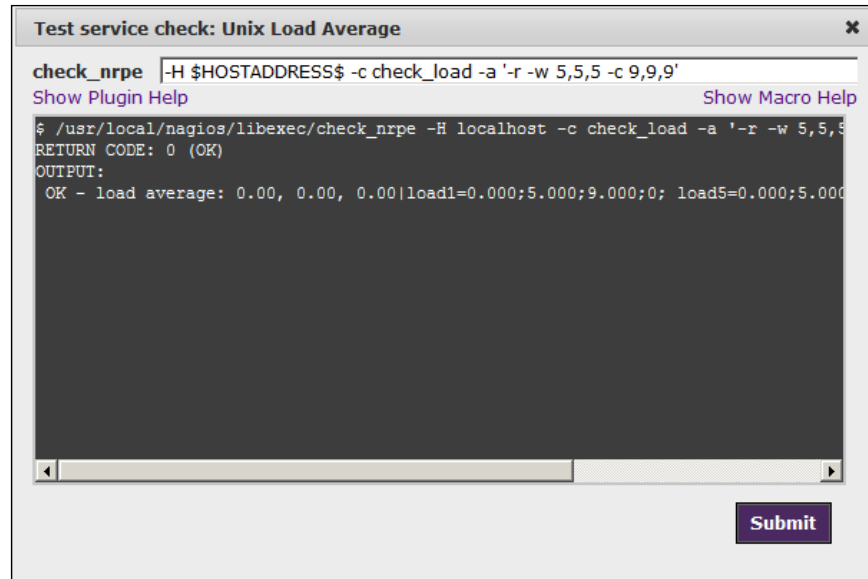 Test service check: Unix Load Average
check_nrpe -H $HOSTADDRESS$ -c check_load -a '-r -w 5,5,5 -c 9,9,9'
Show Plugin Help Show Macro Help
$ /usr/local/nagios/libexec/check_nrpe -H localhost -c check_load -a '-r -w 5,5,5
RETURN CODE: 0 (OK)
OUTPUT:
OK - load average: 0.00, 0.00, 0.00|load1=0.000;5.000;9.000;0; load5=0.000;5.000
Submit